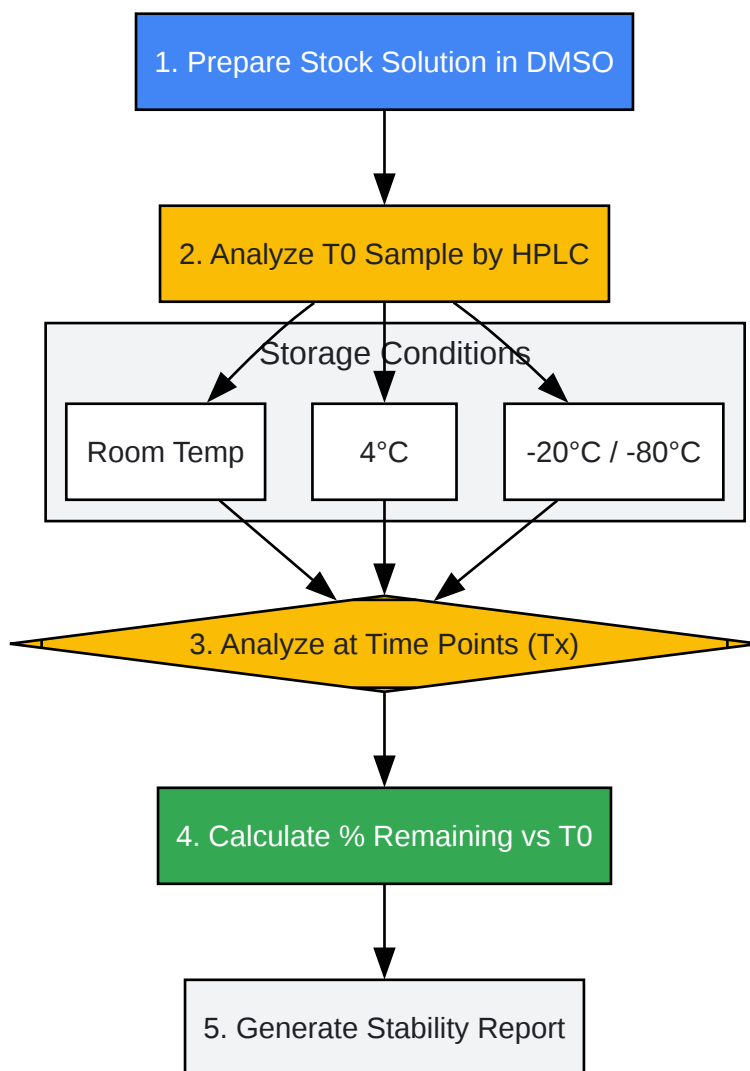 1. Prepare Stock Solution in DMSO
2. Analyze T0 Sample by HPLC
Storage Conditions
Room Temp
4°C
-20°C / -80°C
3. Analyze at Time Points (Tx)
4. Calculate % Remaining vs T0
5. Generate Stability Report